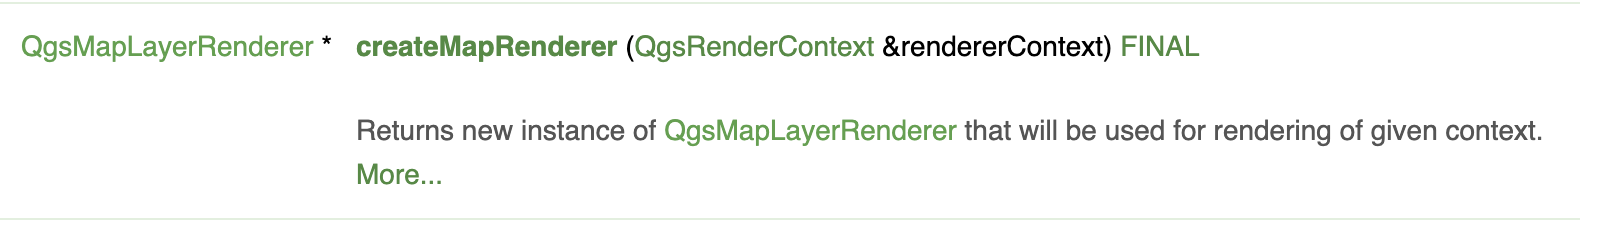 QgsMapLayerRenderer * createMapRenderer (QgsRenderContext &rendererContext) FINAL
Returns new instance of QgsMapLayerRenderer that will be used for rendering of given context.
More...